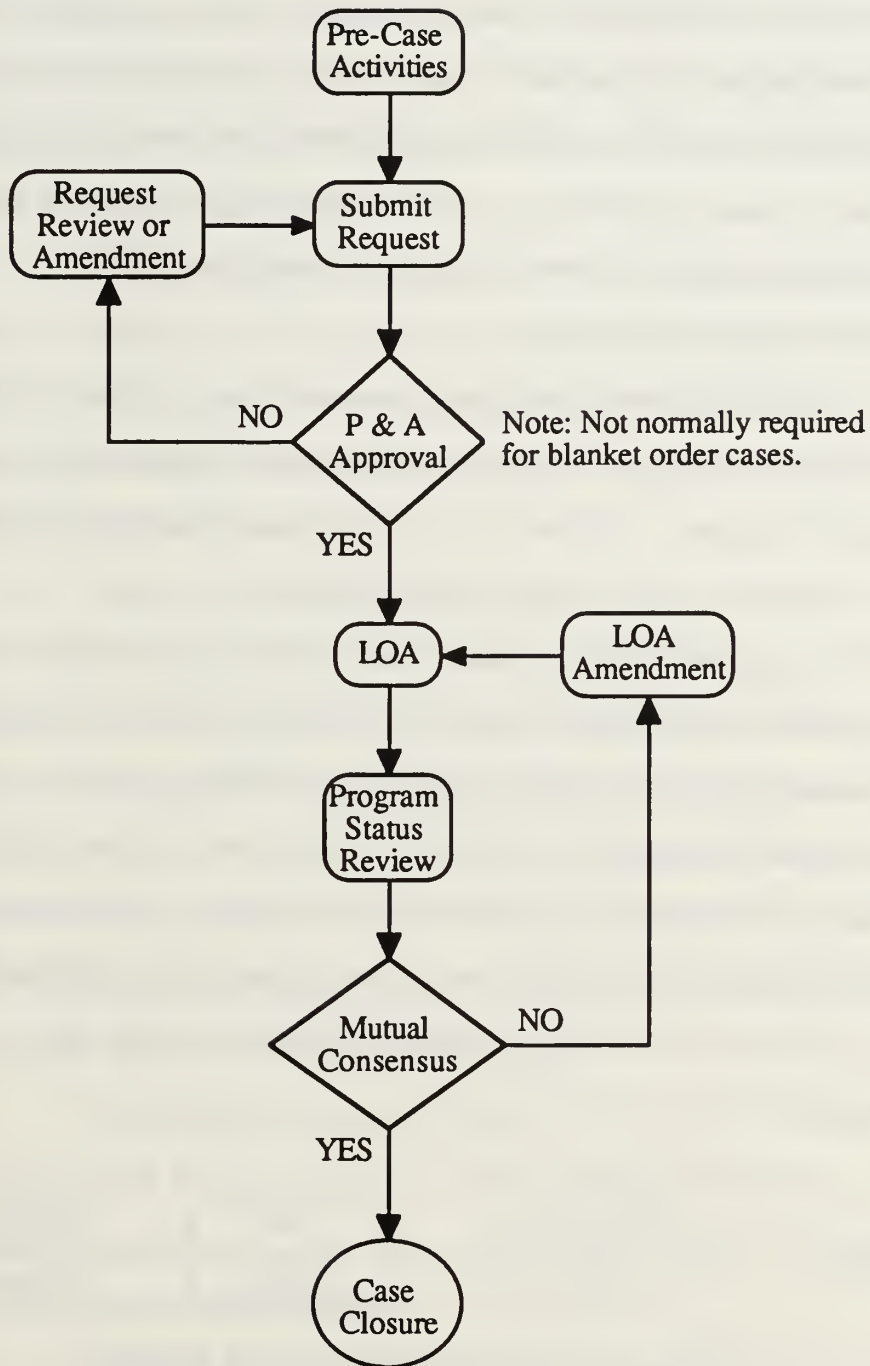 Pre-Case
Activities
Request
Review or
Amendment
Submit
Request
NO
P & A
Approval
Note: Not normally required
for blanket order cases.
YES
LOA
LOA
Amendment
Program
Status
Review
Mutual
Consensus
NO
YES
Case
Closure